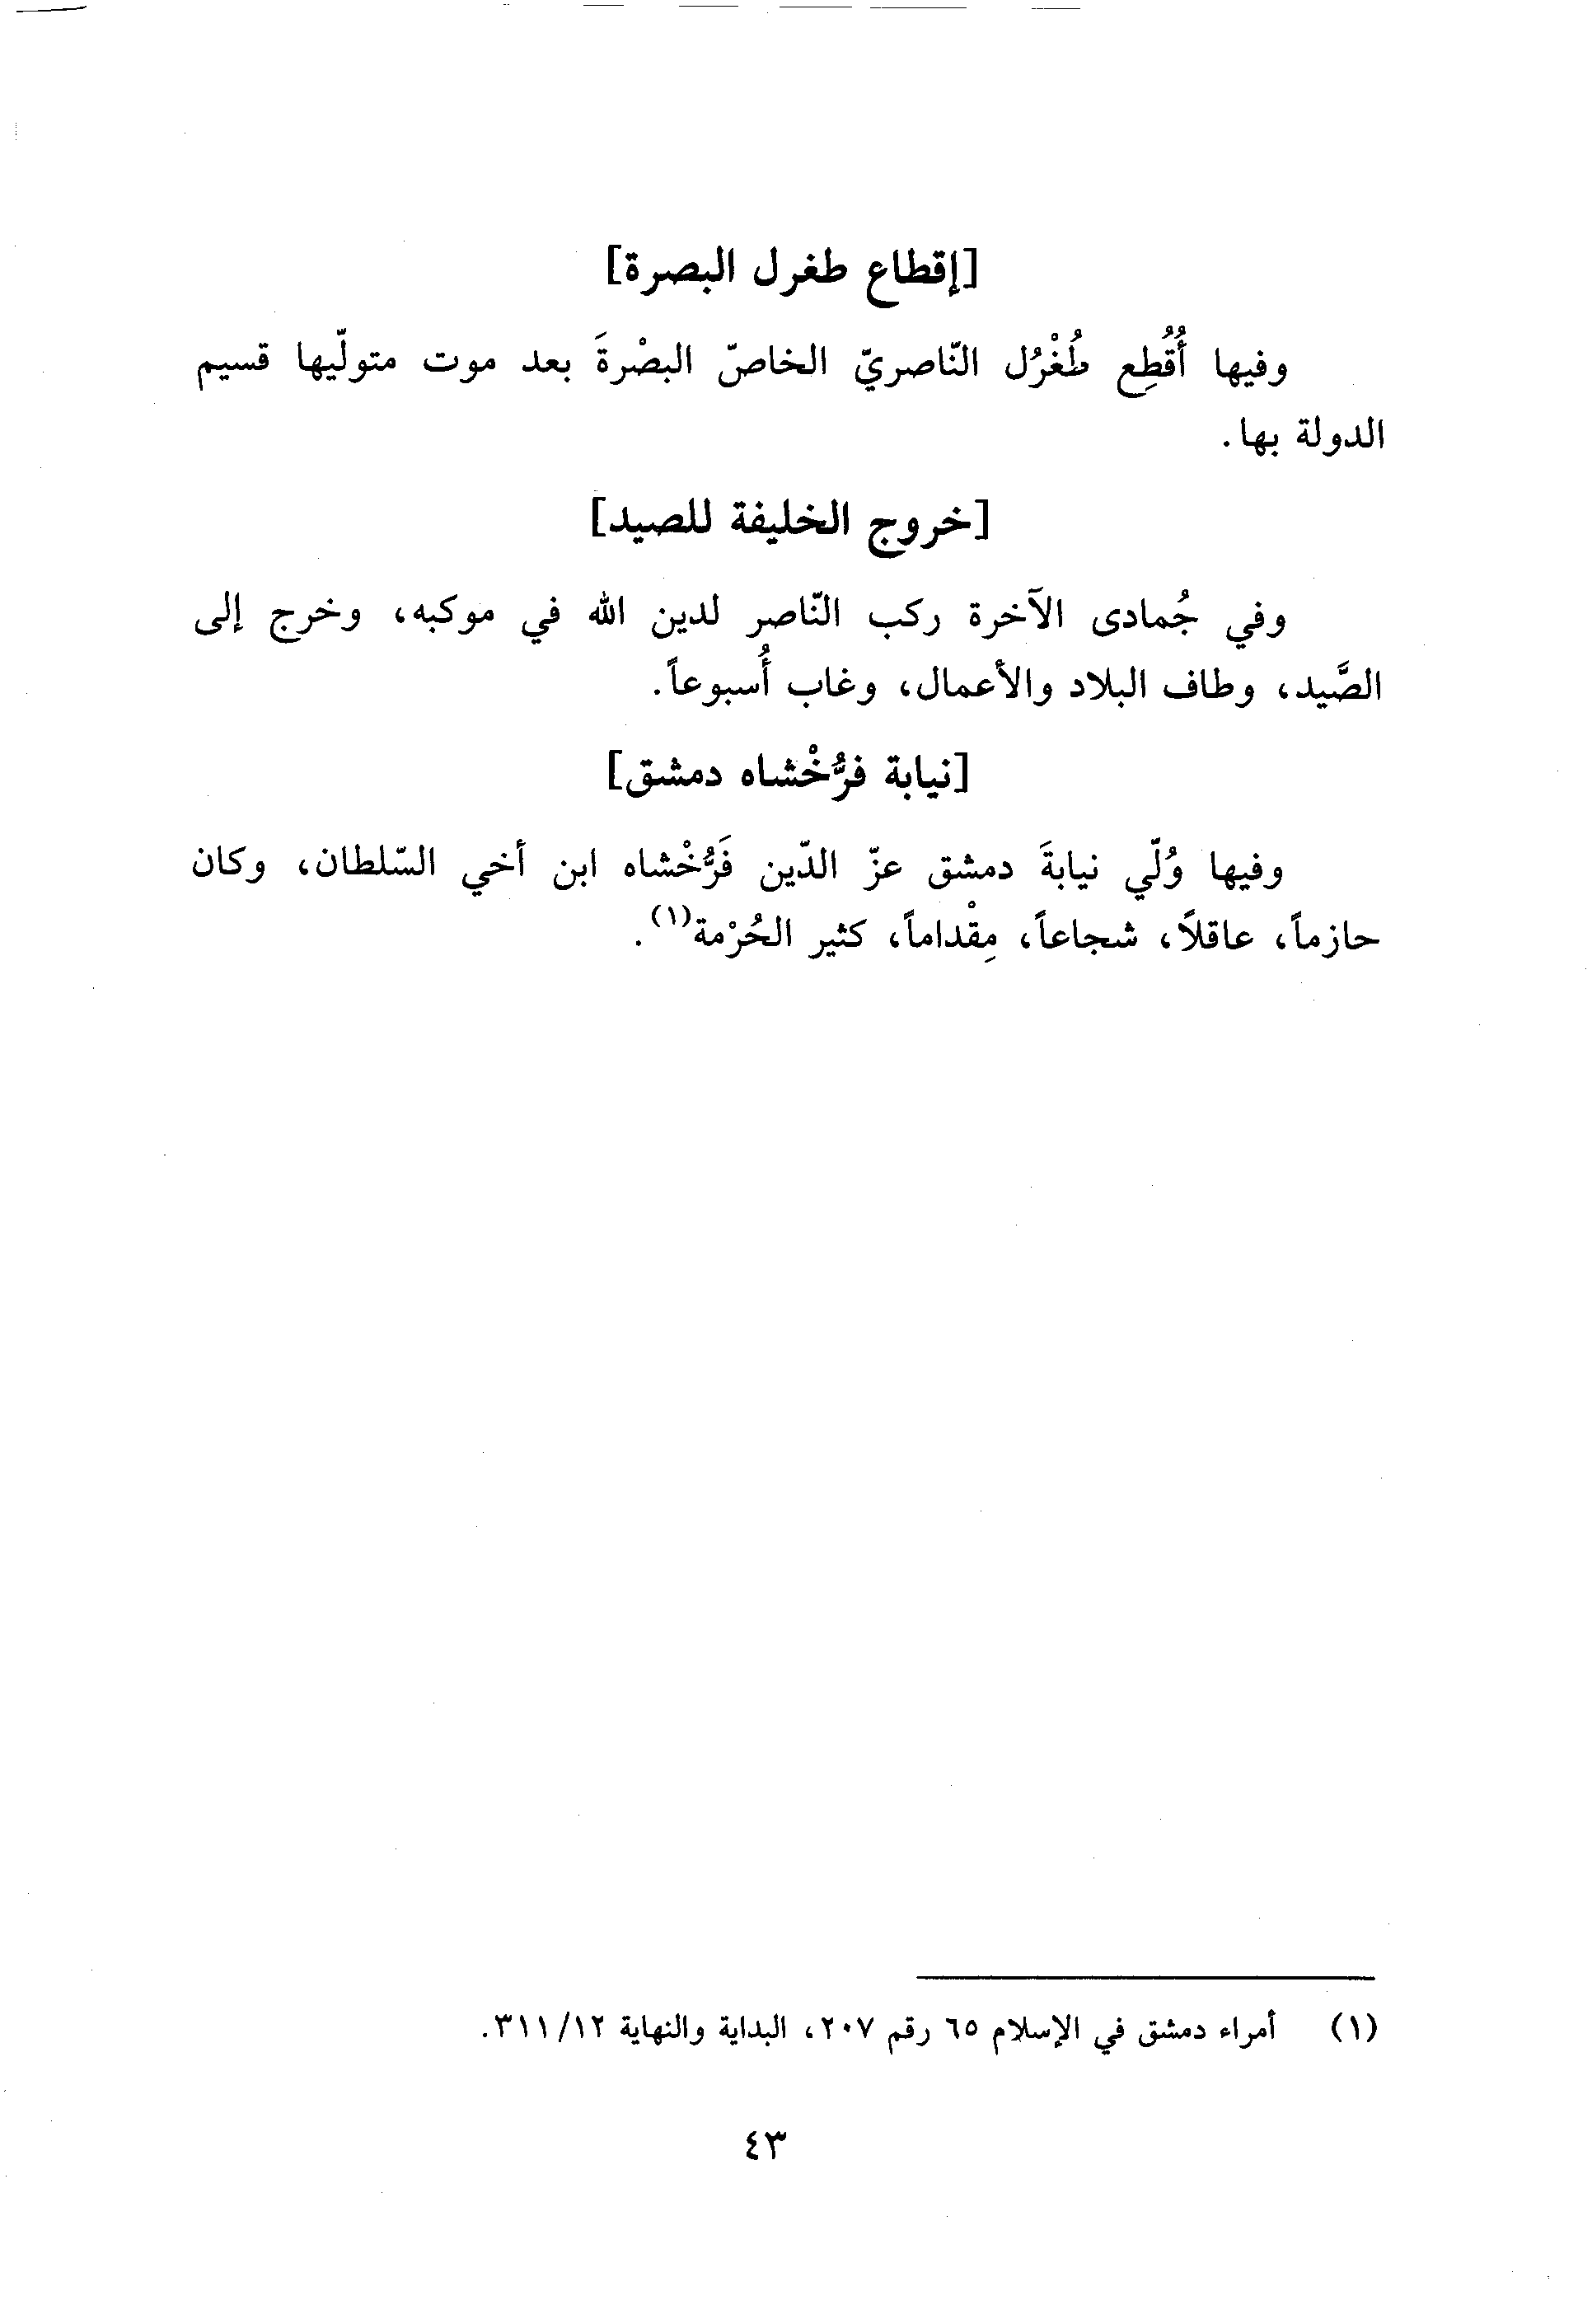 [إقطاع طغرل البصرة]
وفيها أُقُطِع طُغْرُل النّاصريّ الخاصّ البصْرةَ بعد موت متولّيها قسيم
الدولة بها.
[خروج الخليفة للصيد]
وفي جُمادى الآخرة ركب النّاصر لدين الله في موكبه، وخرج إلى
الصَّيد، وطاف البلاد والأعمال، وغاب أُسبوعاً.
[نيابة فرُّخْشاه دمشق]
وفيها وُلّي نيابةَ دمشق عزّ الدّين فَرُّخْشاه ابن أخي السّلطان، وكان
حازماً، عاقلاً، شجاعاً، مِقْداماً، كثير الحُرْمة(١).
(١) أمراء دمشق في الإسلام ٦٥ رقم ٢٠٧، البداية والنهاية ٣١١/١٢.
٤٣